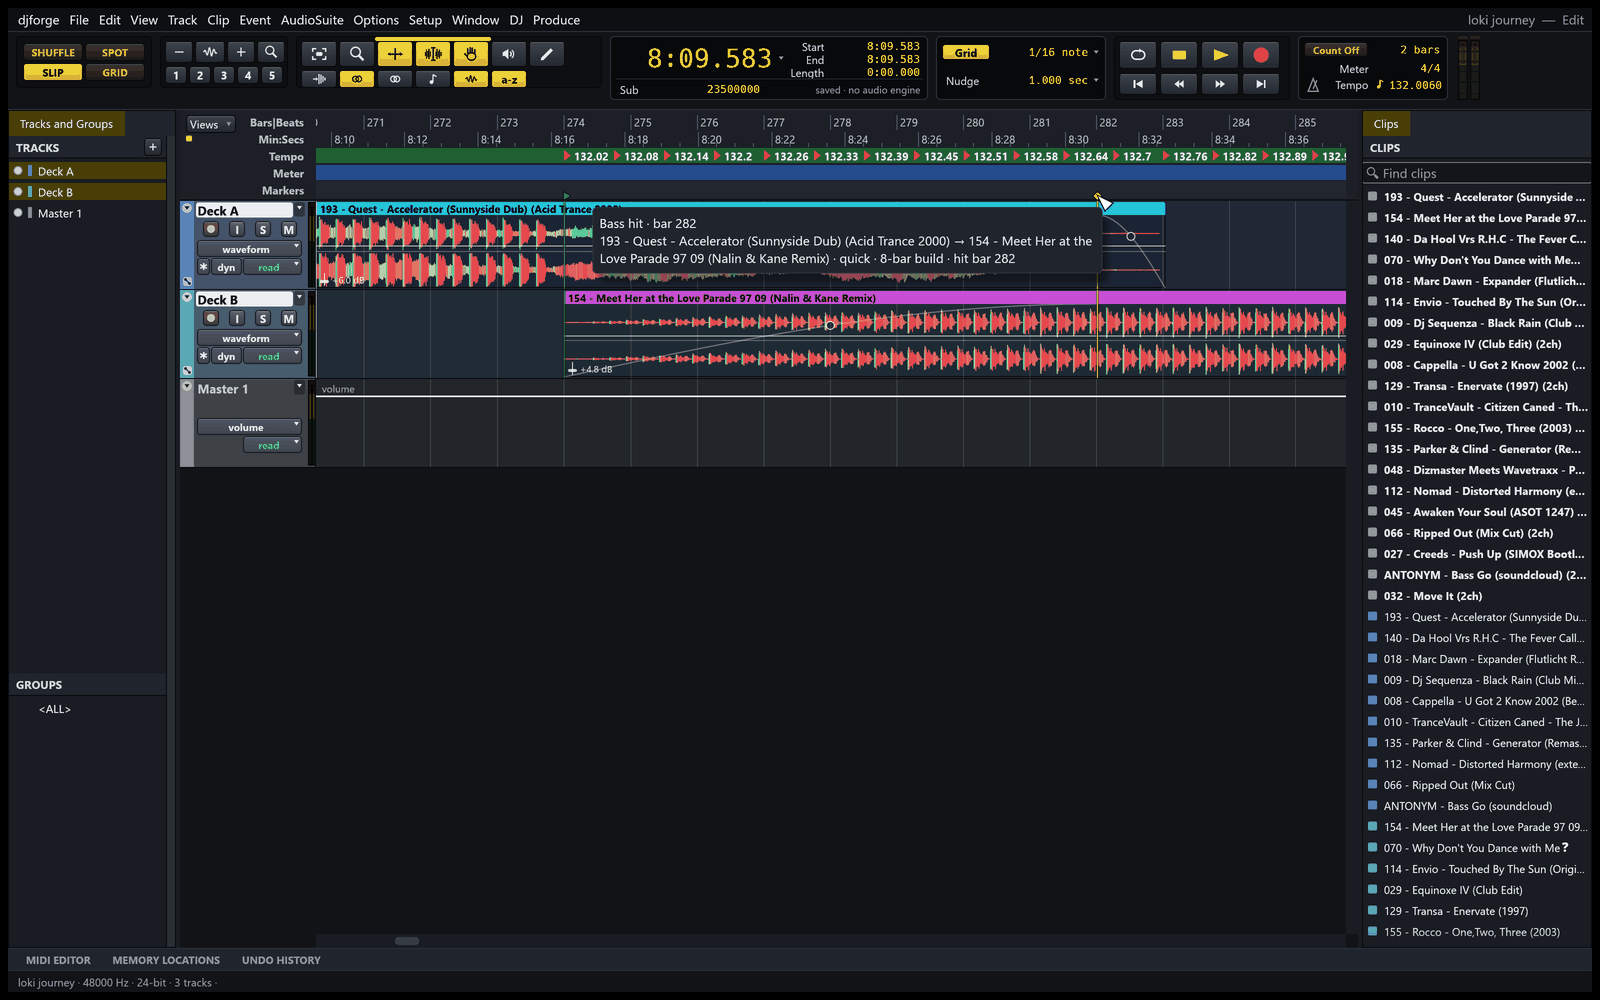 djforge File Edit View Track Clip Event AudioSuite Options Setup Window DJ Produce
loki journey — Edit
SHUFFLE SPOT
SLIP GRID
1 2 3 4 5
a-z
8:09.583
Start 8:09.583
End 8:09.583
Length 0:00.000
Sub 23500000 saved · no audio engine
Grid 1/16 note
Nudge 1.000 sec
Count Off 2 bars
Meter 4/4
Tempo 132.0060
Tracks and Groups
TRACKS
Deck A
Deck B
Master 1
GROUPS
<ALL>
Views
Bars|Beats 271 272 273 274 275 276 277 278 279 280 281 282 283 284 285
Min:Secs 8:10 8:12 8:14 8:16 8:18 8:20 8:22 8:24 8:26 8:28 8:30 8:32 8:34 8:36
Tempo 132.02 132.08 132.14 132.2 132.26 132.33 132.39 132.45 132.51 132.58 132.64 132.7 132.76 132.82 132.89
Meter
Markers
Deck A
I S M
waveform
dyn read
193 - Quest - Accelerator (Sunnyside Dub) (Acid Trance
Bass hit · bar 282
193 - Quest - Accelerator (Sunnyside Dub) (Acid Trance 2000) → 154 - Meet Her at the
Love Parade 97 09 (Nalin & Kane Remix) · quick · 8-bar build · hit bar 282
Deck B
I S M
waveform
dyn read
154 - Meet Her at the Love Parade 97 09 (Nalin & Kane Remix)
+4.8 dB
Master 1
volume
read
volume
Clips
CLIPS
Find clips
193 - Quest - Accelerator (Sunnyside ...
154 - Meet Her at the Love Parade 97...
140 - Da Hool Vrs R.H.C - The Fever C...
070 - Why Don't You Dance with Me...
018 - Marc Dawn - Expander (Flutlich...
114 - Envio - Touched By The Sun (Or...
009 - Dj Sequenza - Black Rain (Club ...
029 - Equinoxe IV (Club Edit) (2ch)
008 - Cappella - U Got 2 Know 2002 (...
129 - Transa - Enervate (1997) (2ch)
010 - TranceVault - Citizen Caned - Th...
155 - Rocco - One,Two, Three (2003) ...
135 - Parker & Clind - Generator (Re...
048 - Dizmaster Meets Wavetraxx - P...
112 - Nomad - Distorted Harmony (e...
045 - Awaken Your Soul (ASOT 1247) ...
066 - Ripped Out (Mix Cut) (2ch)
027 - Creeds - Push Up (SIMOX Bootl...
ANTONYM - Bass Go (soundcloud) (2...
032 - Move It (2ch)
193 - Quest - Accelerator (Sunnyside Du...
140 - Da Hool Vrs R.H.C - The Fever Call...
018 - Marc Dawn - Expander (Flutlicht R...
009 - Dj Sequenza - Black Rain (Club Mi...
008 - Cappella - U Got 2 Know 2002 (Be...
010 - TranceVault - Citizen Caned - The J...
135 - Parker & Clind - Generator (Remas...
112 - Nomad - Distorted Harmony (exte...
066 - Ripped Out (Mix Cut)
ANTONYM - Bass Go (soundcloud)
154 - Meet Her at the Love Parade 97 09...
070 - Why Don't You Dance with Me❓
114 - Envio - Touched By The Sun (Origi...
029 - Equinoxe IV (Club Edit)
129 - Transa - Enervate (1997)
155 - Rocco - One,Two, Three (2003)
MIDI EDITOR MEMORY LOCATIONS UNDO HISTORY
loki journey · 48000 Hz · 24-bit · 3 tracks ·